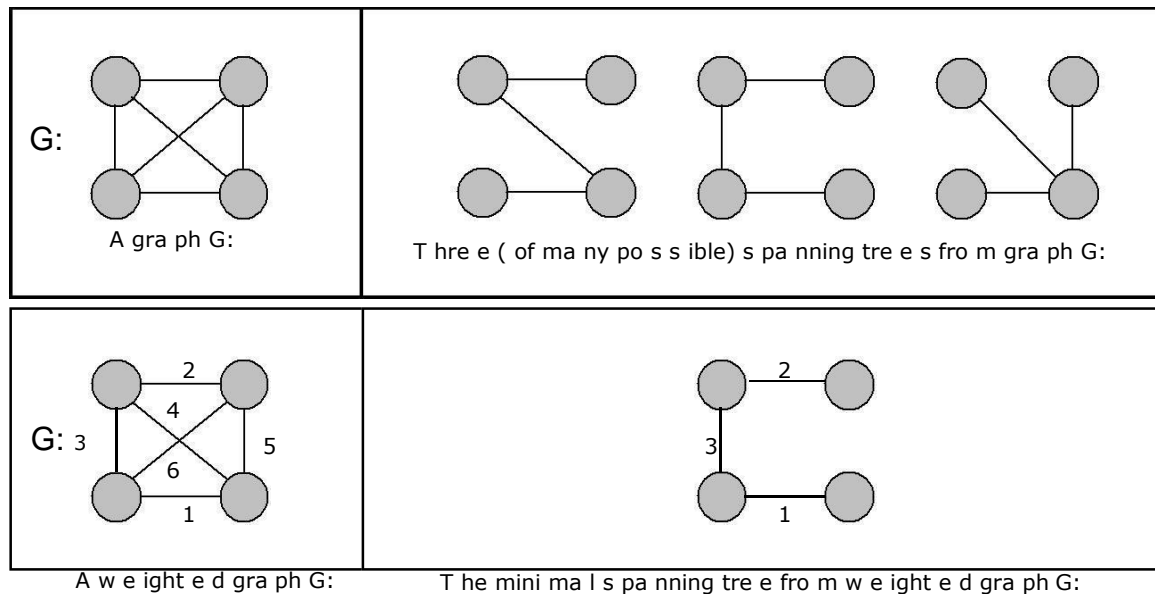 G:
A gra ph G:
T hre e ( of ma ny po s s ible) s pa nning tre e s fro m gra ph G:
2
4
G: 3
5
6
1
A w e ight e d gra ph G:
2
3
1
T he mini ma l s pa nning tre e fro m w e ight e d gra ph G: